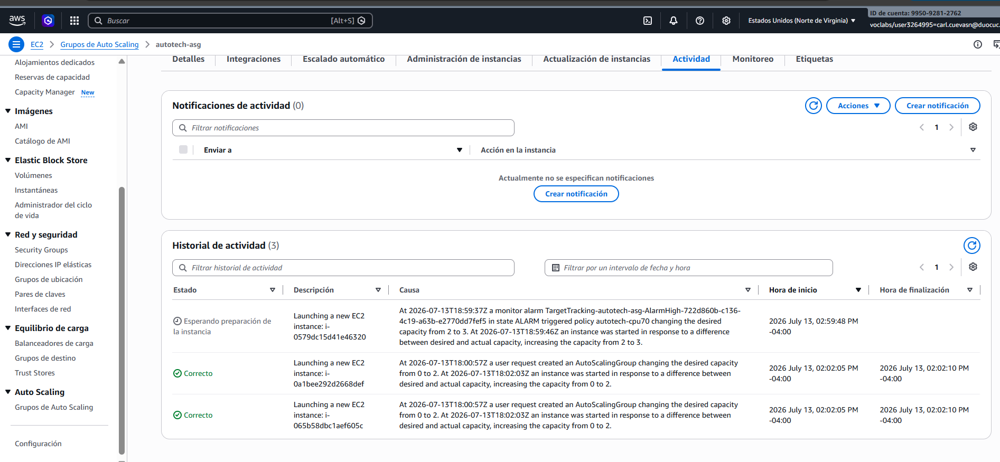 aws
Buscar
[Alt+S]
Estados Unidos (Norte de Virginia)
ID de cuenta: 9950-9281-2762
voclabs/user3264995=carl.cuevasn@duocuc.
EC2
Grupos de Auto Scaling
autotech-asg
Alojamientos dedicados
Reservas de capacidad
Capacity Manager New
Imágenes
AMI
Catálogo de AMI
Elastic Block Store
Volúmenes
Instantáneas
Administrador del ciclo
de vida
Red y seguridad
Security Groups
Direcciones IP elásticas
Grupos de ubicación
Pares de claves
Interfaces de red
Equilibrio de carga
Balanceadores de carga
Grupos de destino
Trust Stores
Auto Scaling
Grupos de Auto Scaling
Configuración
Detalles
Integraciones
Escalado automático
Administración de instancias
Actualización de instancias
Actividad
Monitoreo
Etiquetas
Notificaciones de actividad (0)
Acciones
Crear notificación
Filtrar notificaciones
1
Enviar a
Acción en la instancia
Actualmente no se especifican notificaciones
Crear notificación
Historial de actividad (3)
Filtrar historial de actividad
Filtrar por un intervalo de fecha y hora
1
Estado
Descripción
Causa
Hora de inicio
Hora de finalización
Esperando preparación de
la instancia
Launching a new EC2
instance: i-
0579dc15d41e46320
At 2026-07-13T18:59:37Z a monitor alarm TargetTracking-autotech-asg-AlarmHigh-722d860b-c136-
4c19-a63b-e2770dd7fef5 in state ALARM triggered policy autotech-cpu70 changing the desired
capacity from 2 to 3. At 2026-07-13T18:59:46Z an instance was started in response to a difference
between desired and actual capacity, increasing the capacity from 2 to 3.
2026 July 13, 02:59:48 PM
-04:00
Correcto
Launching a new EC2
instance: i-
0a1bee292d2668def
At 2026-07-13T18:00:57Z a user request created an AutoScalingGroup changing the desired capacity
from 0 to 2. At 2026-07-13T18:02:03Z an instance was started in response to a difference between
desired and actual capacity, increasing the capacity from 0 to 2.
2026 July 13, 02:02:05 PM
-04:00
2026 July 13, 02:02:10 PM
-04:00
Correcto
Launching a new EC2
instance: i-
065b58dbc1aef605c
At 2026-07-13T18:00:57Z a user request created an AutoScalingGroup changing the desired capacity
from 0 to 2. At 2026-07-13T18:02:03Z an instance was started in response to a difference between
desired and actual capacity, increasing the capacity from 0 to 2.
2026 July 13, 02:02:05 PM
-04:00
2026 July 13, 02:02:10 PM
-04:00